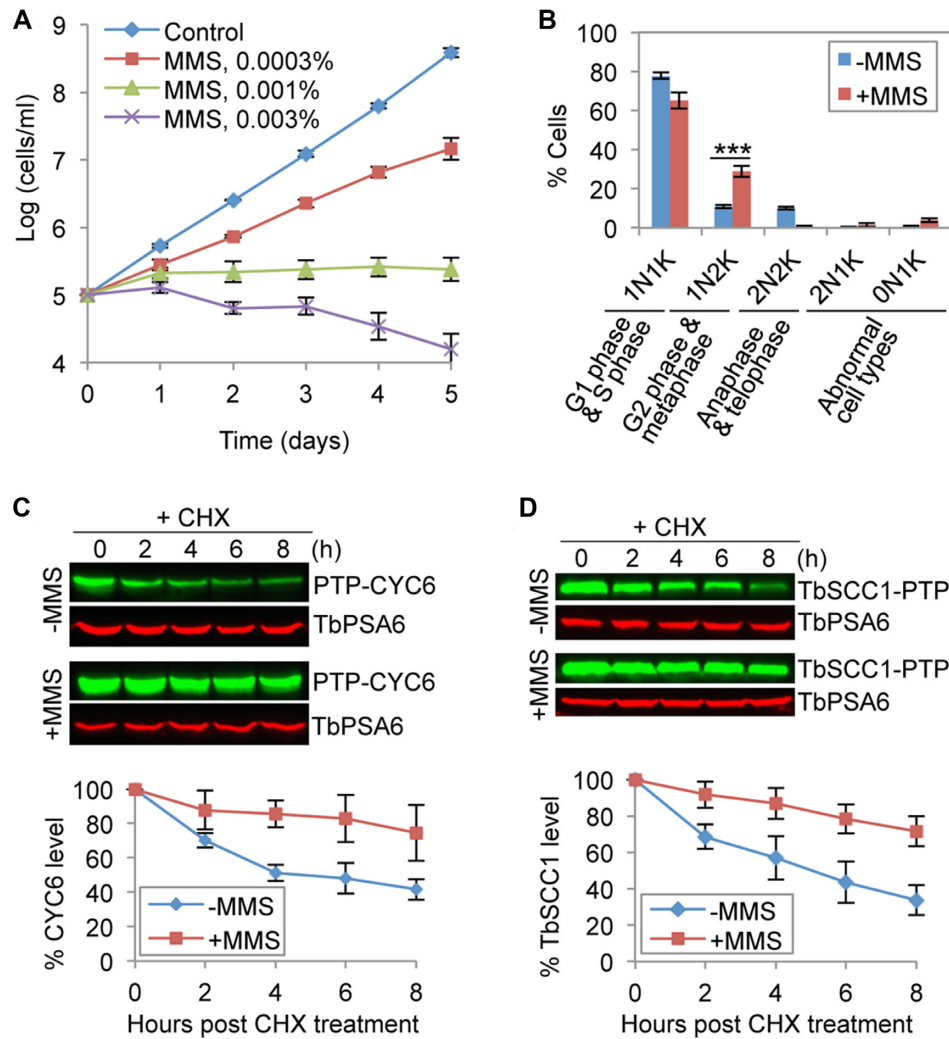 A
9
8
7
6
5
4
Log (cells/ml)
Control
MMS, 0.0003%
MMS, 0.001%
MMS, 0.003%
0 1 2 3 4 5
Time (days)
B
100
80
60
40
20
0
% Cells
-MMS
+MMS
***
1N1K
1N2K
2N2K
2N1K
0N1K
G1 phase
& S phase
G2 phase &
metaphase
Anaphase
& telophase
Abnormal
cell types
C
+ CHX
0 2 4 6 8 (h)
-MMS
PTP-CYC6
TbPSA6
+MMS
PTP-CYC6
TbPSA6
100
80
60
40
20
0
% CYC6 level
-MMS
+MMS
0 2 4 6 8
Hours post CHX treatment
D
+ CHX
0 2 4 6 8 (h)
-MMS
TbSCC1-PTP
TbPSA6
+MMS
TbSCC1-PTP
TbPSA6
100
80
60
40
20
0
% TbSCC1 level
-MMS
+MMS
0 2 4 6 8
Hours post CHX treatment